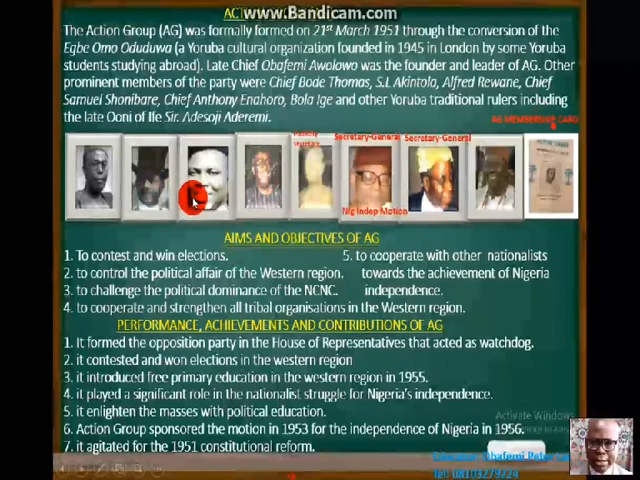 www.Bandicam.com
The Action Group (AG) was formally formed on 21st March 1951 through the conversion of the
Egbe Omo Oduduwa (a Yoruba cultural organization founded in 1945 in London by some Yoruba
students studying abroad). Late Chief Obafemi Awolowo was the founder and leader of AG. Other
prominent members of the party were Chief Bode Thomas, S.L Akintola, Alfred Rewane, Chief
Samuel Shonibare, Chief Anthony Enahoro, Bola Ige and other Yoruba traditional rulers including
the late Ooni of Ife Sir. Adesoji Aderemi.
AG MEMBERSHIP CARD
Publicity
secretary
Secretary-General
Secretary-General
Nig Indep Motion
AIMS AND OBJECTIVES OF AG
1. To contest and win elections.
2. to control the political affair of the Western region.
3. to challenge the political dominance of the NCNC.
4. to cooperate and strengthen all tribal organisations in the Western region.
5. to cooperate with other nationalists
towards the achievement of Nigeria
independence.
PERFORMANCE, ACHIEVEMENTS AND CONTRIBUTIONS OF AG
1. It formed the opposition party in the House of Representatives that acted as watchdog.
2. it contested and won elections in the western region
3. it introduced free primary education in the western region in 1955.
4. it played a significant role in the nationalist struggle for Nigeria's independence.
5. it enlighten the masses with political education.
6. Action Group sponsored the motion in 1953 for the independence of Nigeria in 1956.
7. it agitated for the 1951 constitutional reform.
Activate Windows
Tel: 08103279224